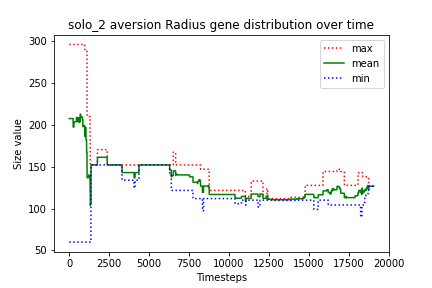 solo_2 aversion Radius gene distribution over time
300
250
200
150
100
50
Size value
max
mean
min
0
2500
5000
7500
10000
12500
15000
17500
20000
Timesteps